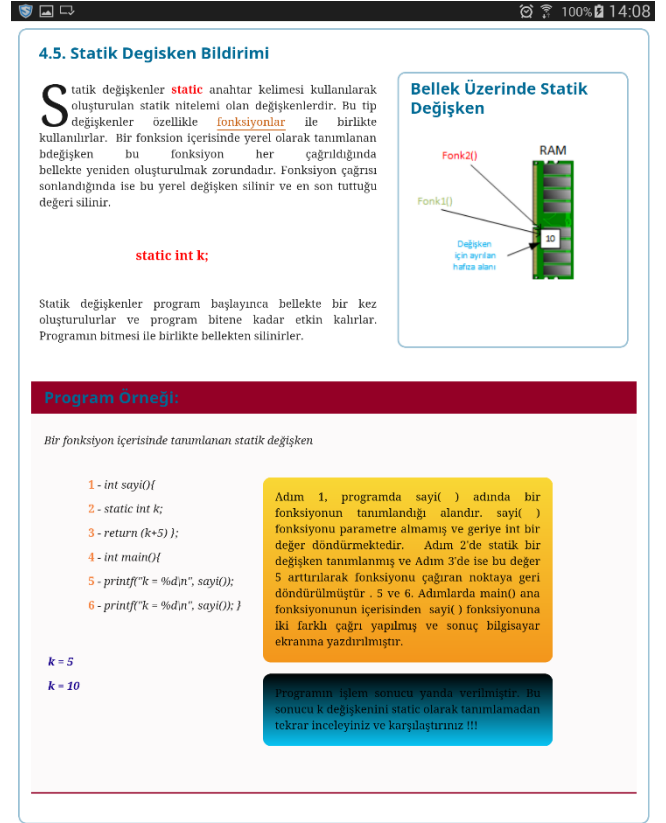 100% 14:08
4.5. Statik Degisken Bildirimi
Statik değişkenler static anahtar kelimesi kullanılarak
oluşturulan statik nitelemi olan değişkenlerdir. Bu tip
değişkenler özellikle fonksiyonlar ile birlikte
kullanılırlar. Bir fonksion içerisinde yerel olarak tanımlanan
bdeğişken bu fonksiyon her çağrıldığında
bellekte yeniden oluşturulmak zorundadır. Fonksiyon çağrısı
sonlandığında ise bu yerel değişken silinir ve en son tuttuğu
değeri silinir.
static int k;
Statik değişkenler program başlayınca bellekte bir kez
oluşturulurlar ve program bitene kadar etkin kalırlar.
Programın bitmesi ile birlikte bellekten silinirler.
Bellek Üzerinde Statik
Değişken
RAM
Fonk2()
Fonk1()
10
Değişken
için ayrılan
hafıza alanı
Program Örneği:
Bir fonksiyon içerisinde tanımlanan statik değişken
1 - int sayi(){
2 - static int k;
3 - return (k+5) };
4 - int main(){
5 - printf("k = %d\n", sayi());
6 - printf("k = %d\n", sayi()); }
k = 5
k = 10
Adım 1, programda sayi( ) adında bir
fonksiyonun tanımlandığı alandır. sayi( )
fonksiyonu parametre almamış ve geriye int bir
değer döndürmektedir. Adım 2'de statik bir
değişken tanımlanmış ve Adım 3'de ise bu değer
5 arttırılarak fonksiyonu çağıran noktaya geri
döndürülmüştür . 5 ve 6. Adımlarda main() ana
fonksiyonunun içerisinden sayi( ) fonksiyonuna
iki farklı çağrı yapılmış ve sonuç bilgisayar
ekranına yazdırılmıştır.
Programın işlem sonucu yanda verilmiştir. Bu
sonucu k değişkenini static olarak tanımlamadan
tekrar inceleyiniz ve karşılaştırınız !!!